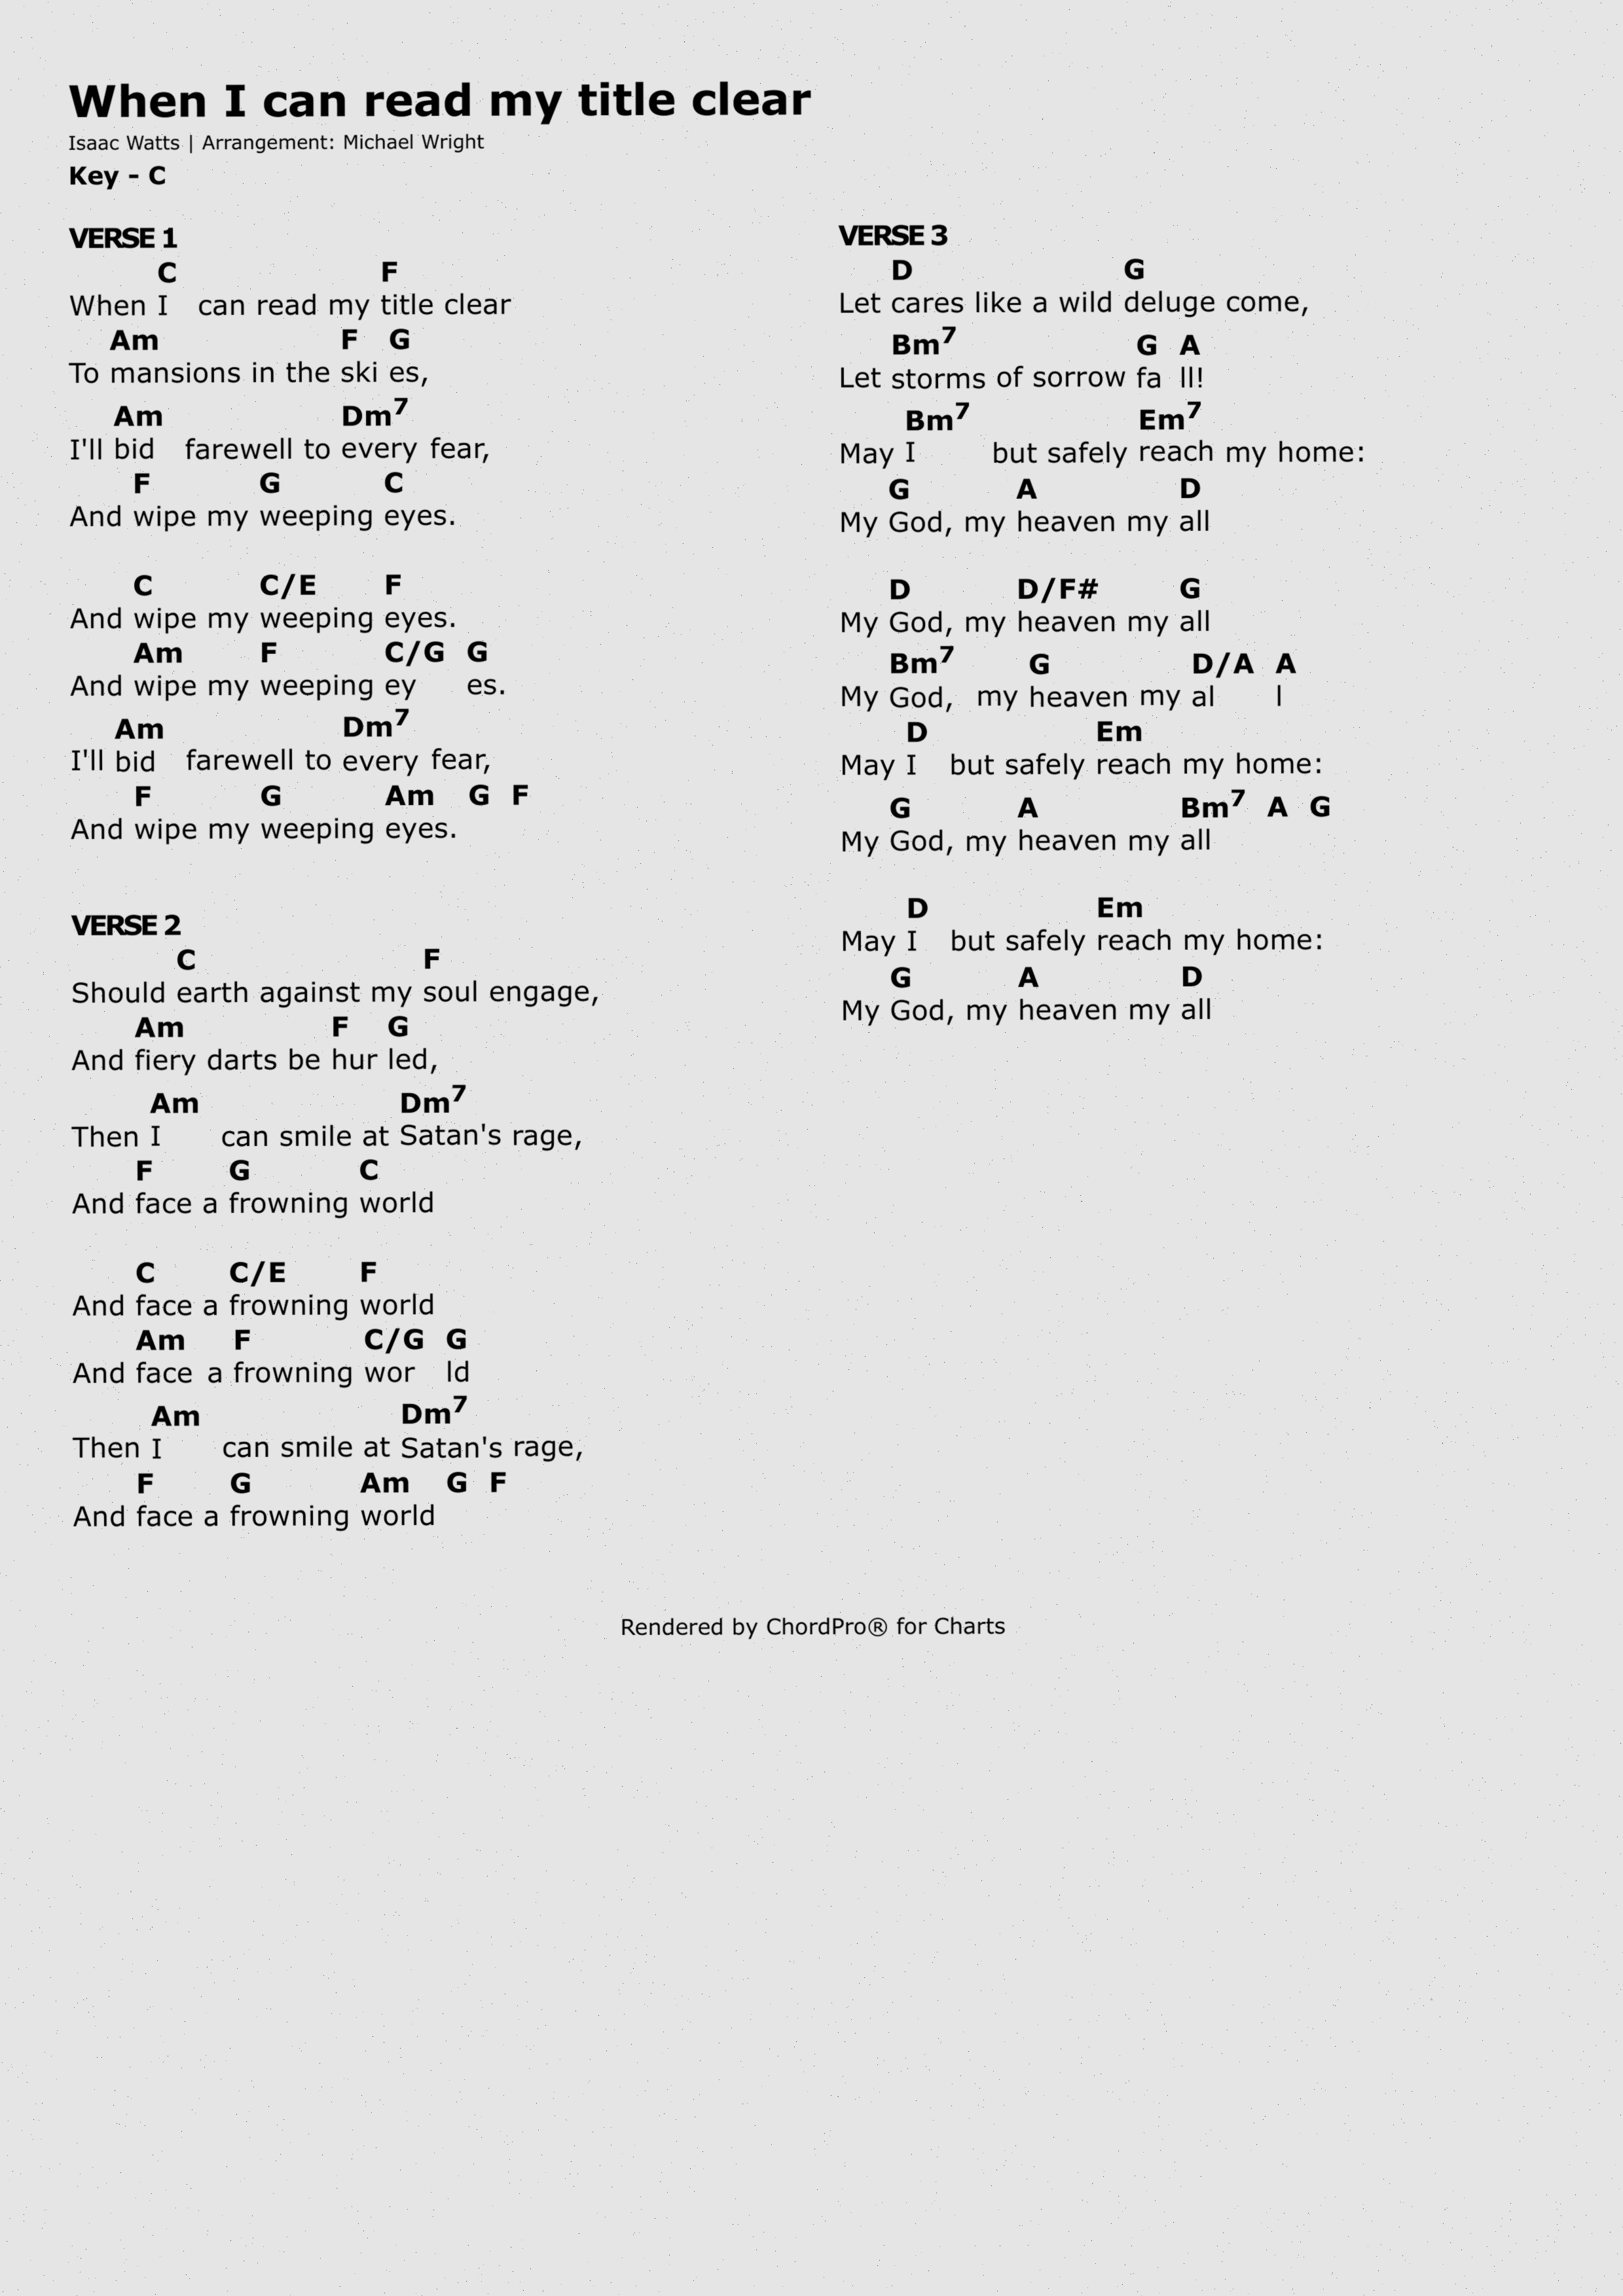 When I can read my title clear
Isaac Watts | Arrangement: Michael Wright
Key - C
VERSE 1
C F
When I can read my title clear
Am F G
To mansions in the ski es,
Am Dm7
I'll bid farewell to every fear,
F G C
And wipe my weeping eyes.
C C/E F
And wipe my weeping eyes.
Am F C/G G
And wipe my weeping ey es.
Am Dm7
I'll bid farewell to every fear,
F G Am G F
And wipe my weeping eyes.
VERSE 2
C F
Should earth against my soul engage,
Am F G
And fiery darts be hur led,
Am Dm7
Then I can smile at Satan's rage,
F G C
And face a frowning world
C C/E F
And face a frowning world
Am F C/G G
And face a frowning wor ld
Am Dm7
Then I can smile at Satan's rage,
F G Am G F
And face a frowning world
VERSE 3
D G
Let cares like a wild deluge come,
Bm7 G A
Let storms of sorrow fa ll!
Bm7 Em7
May I but safely reach my home:
G A D
My God, my heaven my all
D D/F# G
My God, my heaven my all
Bm7 G D/A A
My God, my heaven my al l
D Em
May I but safely reach my home:
G A Bm7 A G
My God, my heaven my all
D Em
May I but safely reach my home:
G A D
My God, my heaven my all
Rendered by ChordPro® for Charts